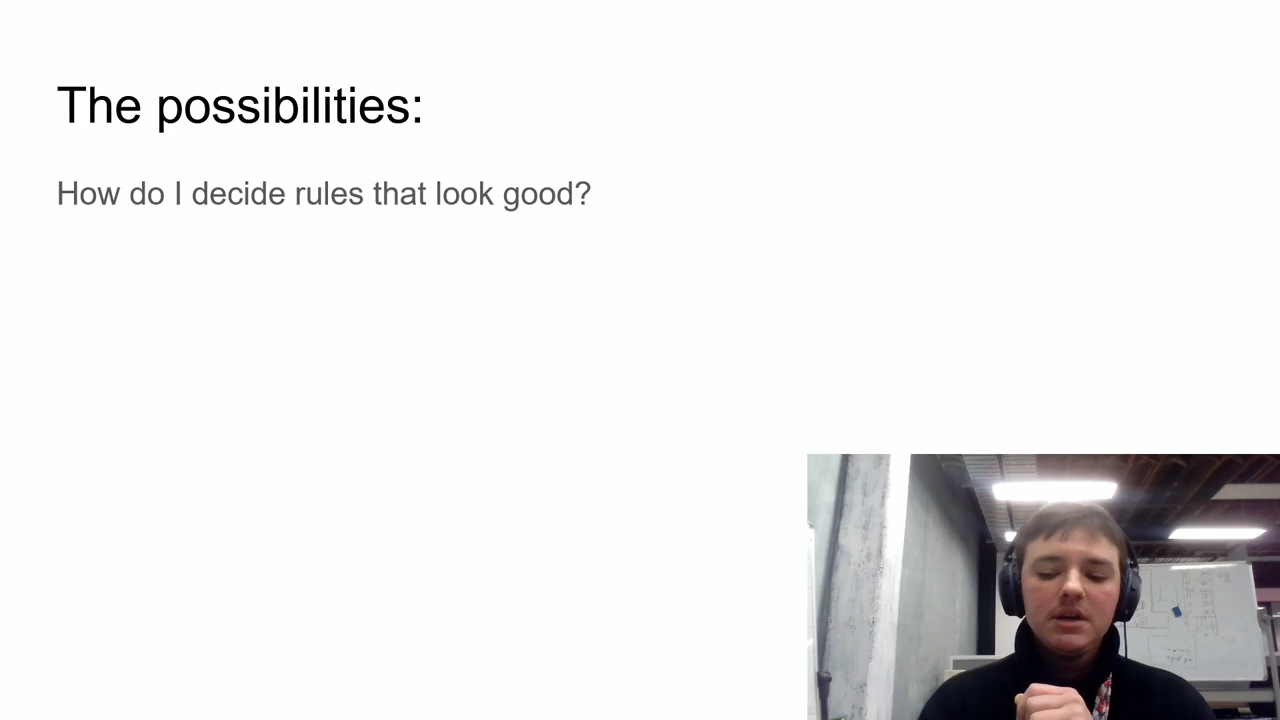 The possibilities:
How do I decide rules that look good?